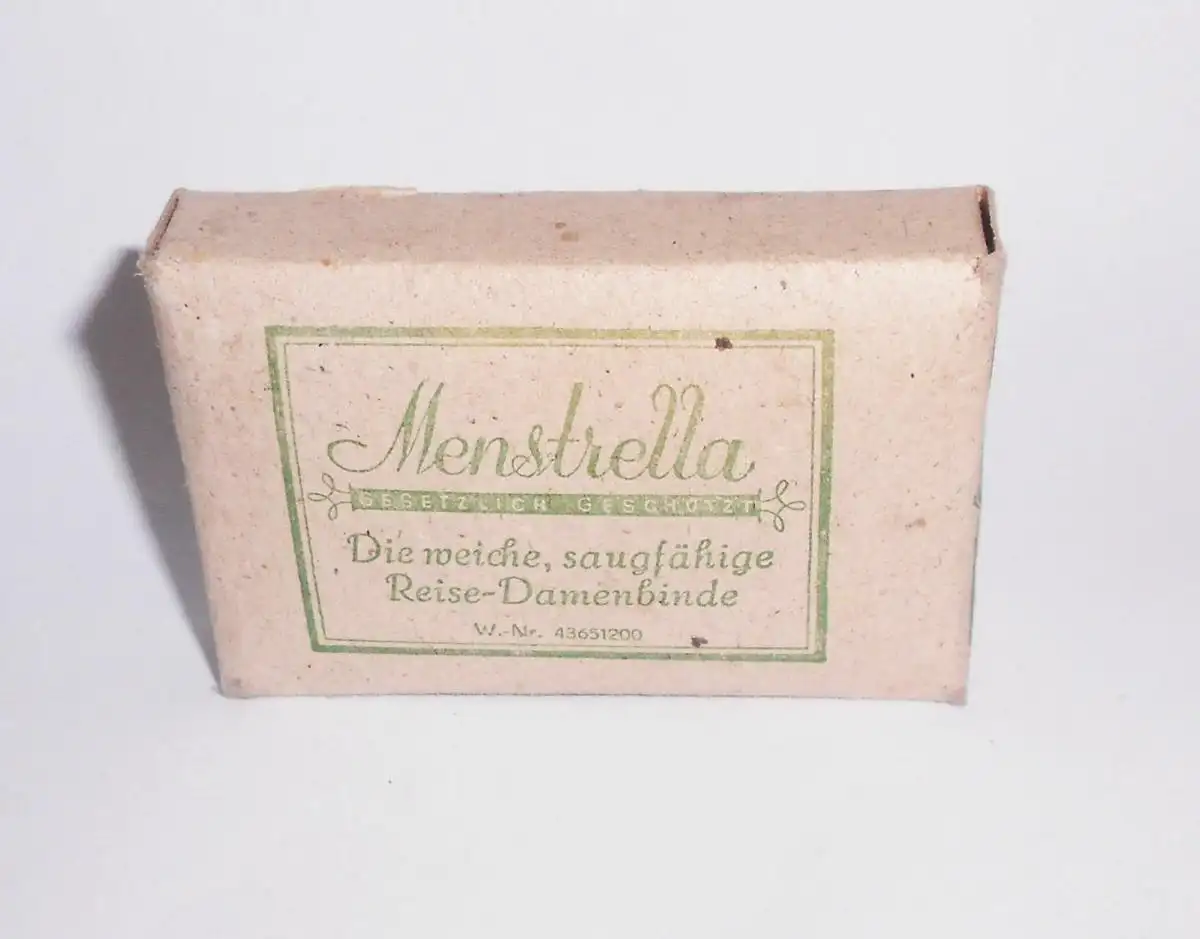 Menstrella
GESETZLICH GESCHÜTZT
Die weiche, saugfähige
Reise-Damenbinde
W.-Nr. 43651200